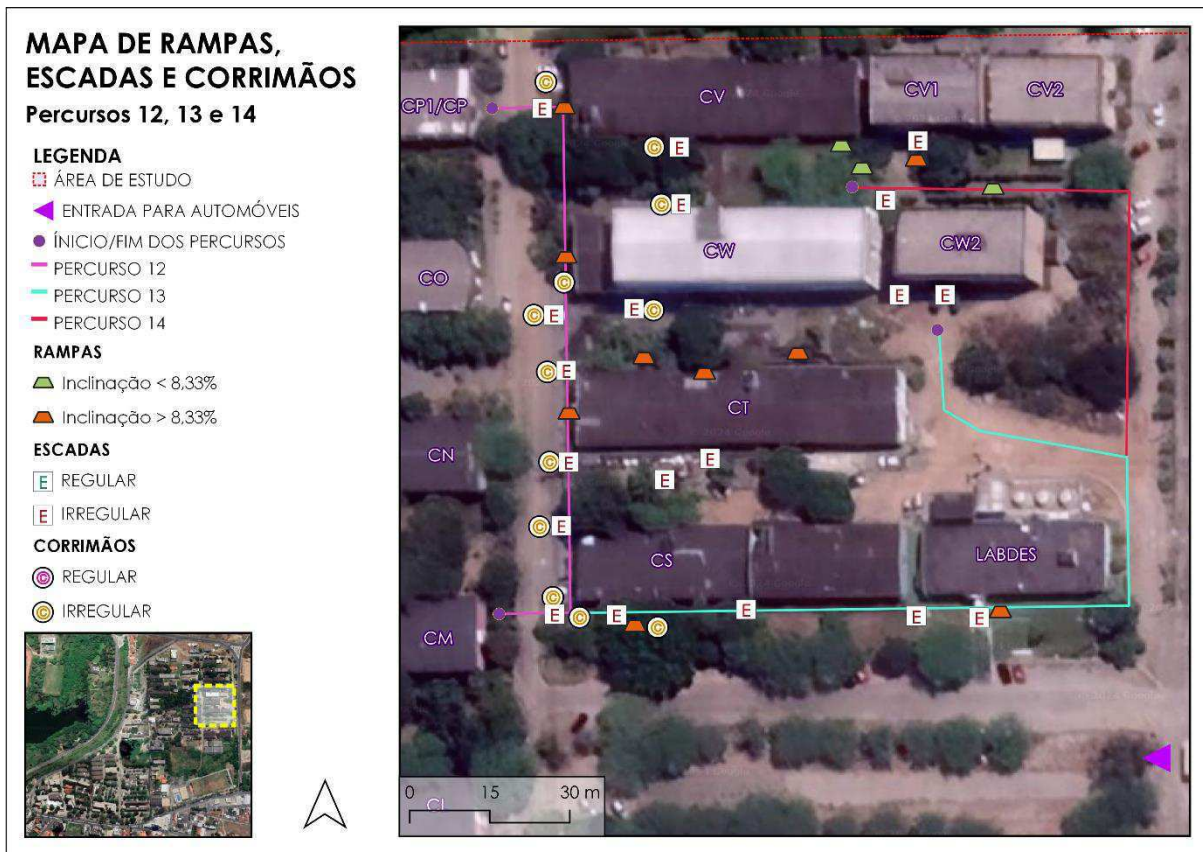 MAPA DE RAMPAS,
ESCADAS E CORRIMÃOS
Percursos 12, 13 e 14
LEGENDA
ÁREA DE ESTUDO
ENTRADA PARA AUTOMÓVEIS
ÍNICIO/FIM DOS PERCURSOS
PERCURSO 12
PERCURSO 13
PERCURSO 14
RAMPAS
Inclinação < 8,33%
Inclinação > 8,33%
ESCADAS
E REGULAR
E IRREGULAR
CORRIMÃOS
© REGULAR
© IRREGULAR
CP1/CP
CV
CV1
CV2
©
E
© E
E
© E
E
CO
CW
CW2
©
© E
E ©
E E
© E
CT
CN
© E
E
E
© E
CS
LABDES
©
E
©
E
©
E
E
E
CM
CL
0 15 30 m